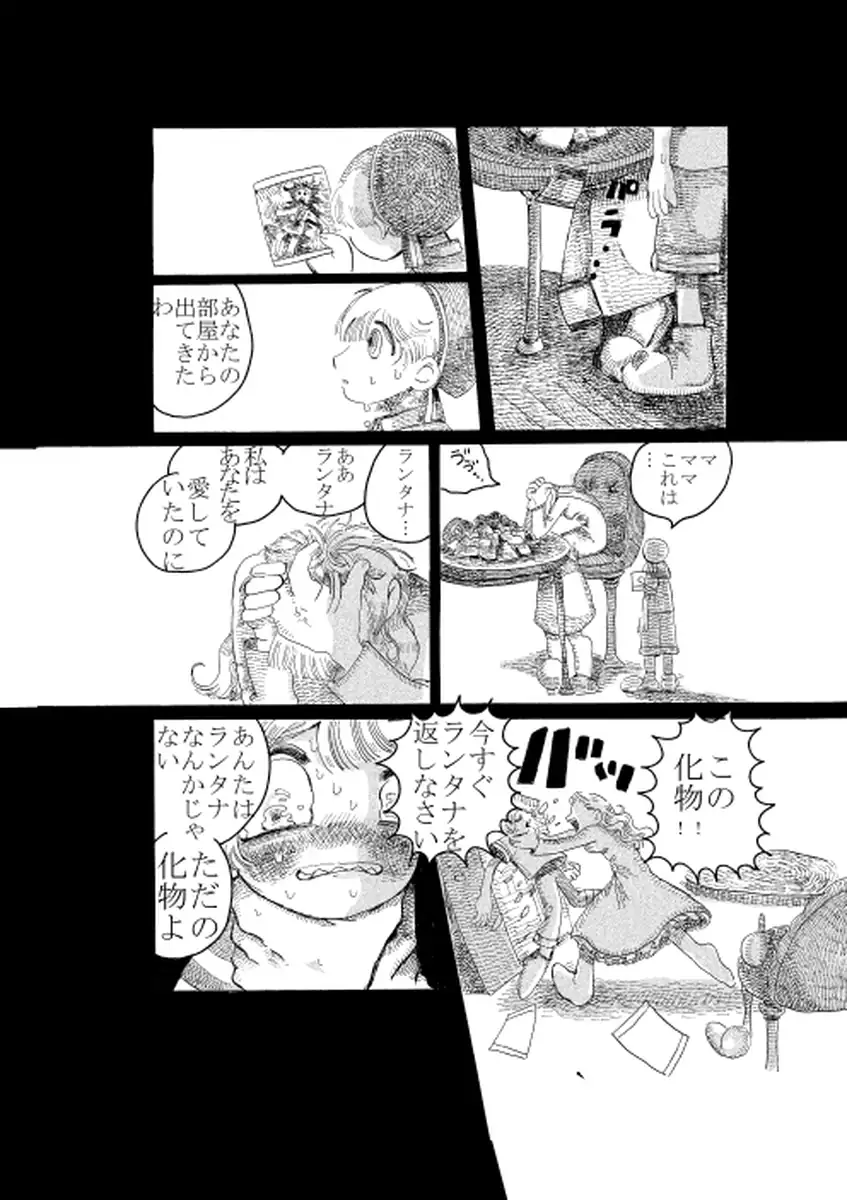 パラ・・・
あなたの
部屋から
出てきた
わ
マ
ママ
これは
…
ゔゔ…
ランタナ…
ああ
ランタナ
私は
あなたを
愛して
いたのに
この
化物!!
バッ
今すぐ
ランタナを
返しなさい
あんたは
ランタナ
なんかじゃ
ない
ただの
化物よ